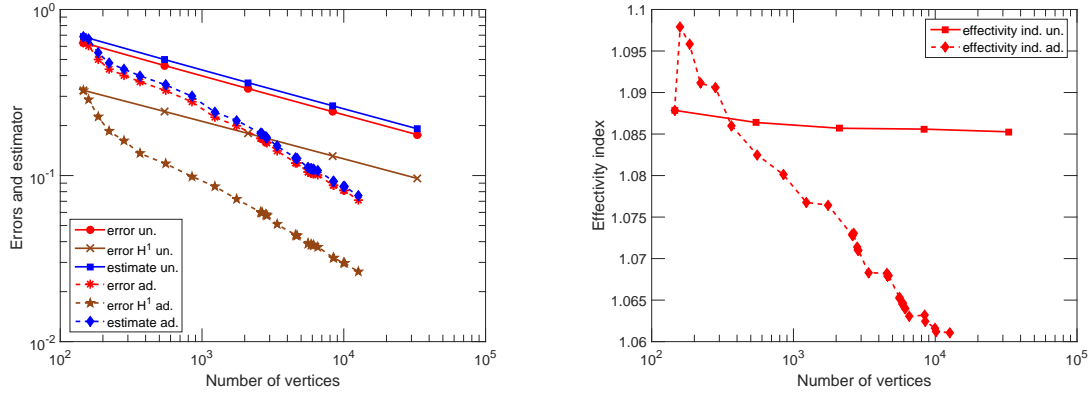 10^0
10^-1
10^-2
Errors and estimator
error un.
error H^1 un.
estimate un.
error ad.
error H^1 ad.
estimate ad.
10^2 10^3 10^4 10^5
Number of vertices
1.1
1.095
1.09
1.085
1.08
1.075
1.07
1.065
1.06
Effectivity index
effectivity ind. un.
effectivity ind. ad.
10^2 10^3 10^4 10^5
Number of vertices